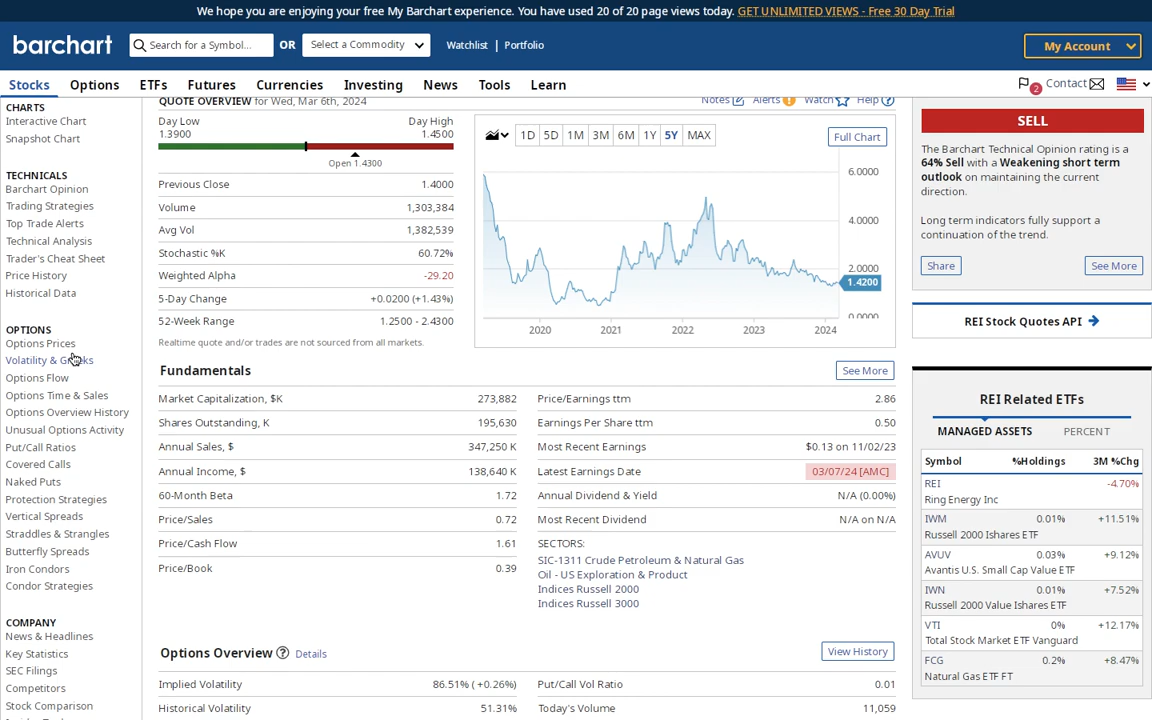 We hope you are enjoying your free My Barchart experience. You have used 20 of 20 page views today. GET UNLIMITED VIEWS - Free 30 Day Trial
barchart
Search for a Symbol...
OR
Select a Commodity
Watchlist | Portfolio
My Account
Stocks Options ETFs Futures Currencies Investing News Tools Learn
2
Contact
CHARTS
Interactive Chart
Snapshot Chart
TECHNICALS
Barchart Opinion
Trading Strategies
Top Trade Alerts
Technical Analysis
Trader's Cheat Sheet
Price History
Historical Data
OPTIONS
Options Prices
Volatility & Greeks
Options Flow
Options Time & Sales
Options Overview History
Unusual Options Activity
Put/Call Ratios
Covered Calls
Naked Puts
Protection Strategies
Vertical Spreads
Straddles & Strangles
Butterfly Spreads
Iron Condors
Condor Strategies
COMPANY
News & Headlines
Key Statistics
SEC Filings
Competitors
Stock Comparison
QUOTE OVERVIEW for Wed, Mar 6th, 2024
Notes Alerts Watch Help
Day Low Day High
1.3900 1.4500
Open 1.4300
Previous Close 1.4000
Volume 1,303,384
Avg Vol 1,382,539
Stochastic %K 60.72%
Weighted Alpha -29.20
5-Day Change +0.0200 (+1.43%)
52-Week Range 1.2500 - 2.4300
Realtime quote and/or trades are not sourced from all markets.
1D 5D 1M 3M 6M 1Y 5Y MAX
Full Chart
6.0000
4.0000
2.0000
1.4200
0.0000
2020 2021 2022 2023 2024
Fundamentals
See More
Market Capitalization, $K 273,882
Shares Outstanding, K 195,630
Annual Sales, $ 347,250 K
Annual Income, $ 138,640 K
60-Month Beta 1.72
Price/Sales 0.72
Price/Cash Flow 1.61
Price/Book 0.39
Price/Earnings ttm 2.86
Earnings Per Share ttm 0.50
Most Recent Earnings $0.13 on 11/02/23
Latest Earnings Date 03/07/24 [AMC]
Annual Dividend & Yield N/A (0.00%)
Most Recent Dividend N/A on N/A
SECTORS:
SIC-1311 Crude Petroleum & Natural Gas
Oil - US Exploration & Product
Indices Russell 2000
Indices Russell 3000
Options Overview Details
View History
Implied Volatility 86.51% ( +0.26%)
Historical Volatility 51.31%
Put/Call Vol Ratio 0.01
Today's Volume 11,059
SELL
The Barchart Technical Opinion rating is a
64% Sell with a Weakening short term
outlook on maintaining the current
direction.
Long term indicators fully support a
continuation of the trend.
Share
See More
REI Stock Quotes API
REI Related ETFs
MANAGED ASSETS PERCENT
Symbol %Holdings 3M %Chg
REI -4.70%
Ring Energy Inc
IWM 0.01% +11.51%
Russell 2000 Ishares ETF
AVUV 0.03% +9.12%
Avantis U.S. Small Cap Value ETF
IWN 0.01% +7.52%
Russell 2000 Value Ishares ETF
VTI 0% +12.17%
Total Stock Market ETF Vanguard
FCG 0.2% +8.47%
Natural Gas ETF FT